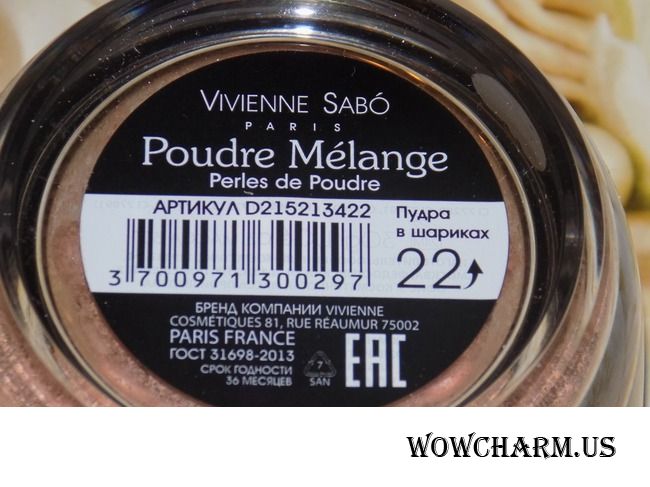 VIVIENNE SABÓ
PARIS
Poudre Mélange
Perles de Poudre
АРТИКУЛ D215213422
Пудра
в шариках
22
3 700971 300297
БРЕНД КОМПАНИИ VIVIENNE
COSMÉTIQUES 81, RUE RÉAUMUR 75002
PARIS FRANCE
ГОСТ 31698-2013
СРОК ГОДНОСТИ
36 МЕСЯЦЕВ
7
SAN
EAC
WOWCHARM.US